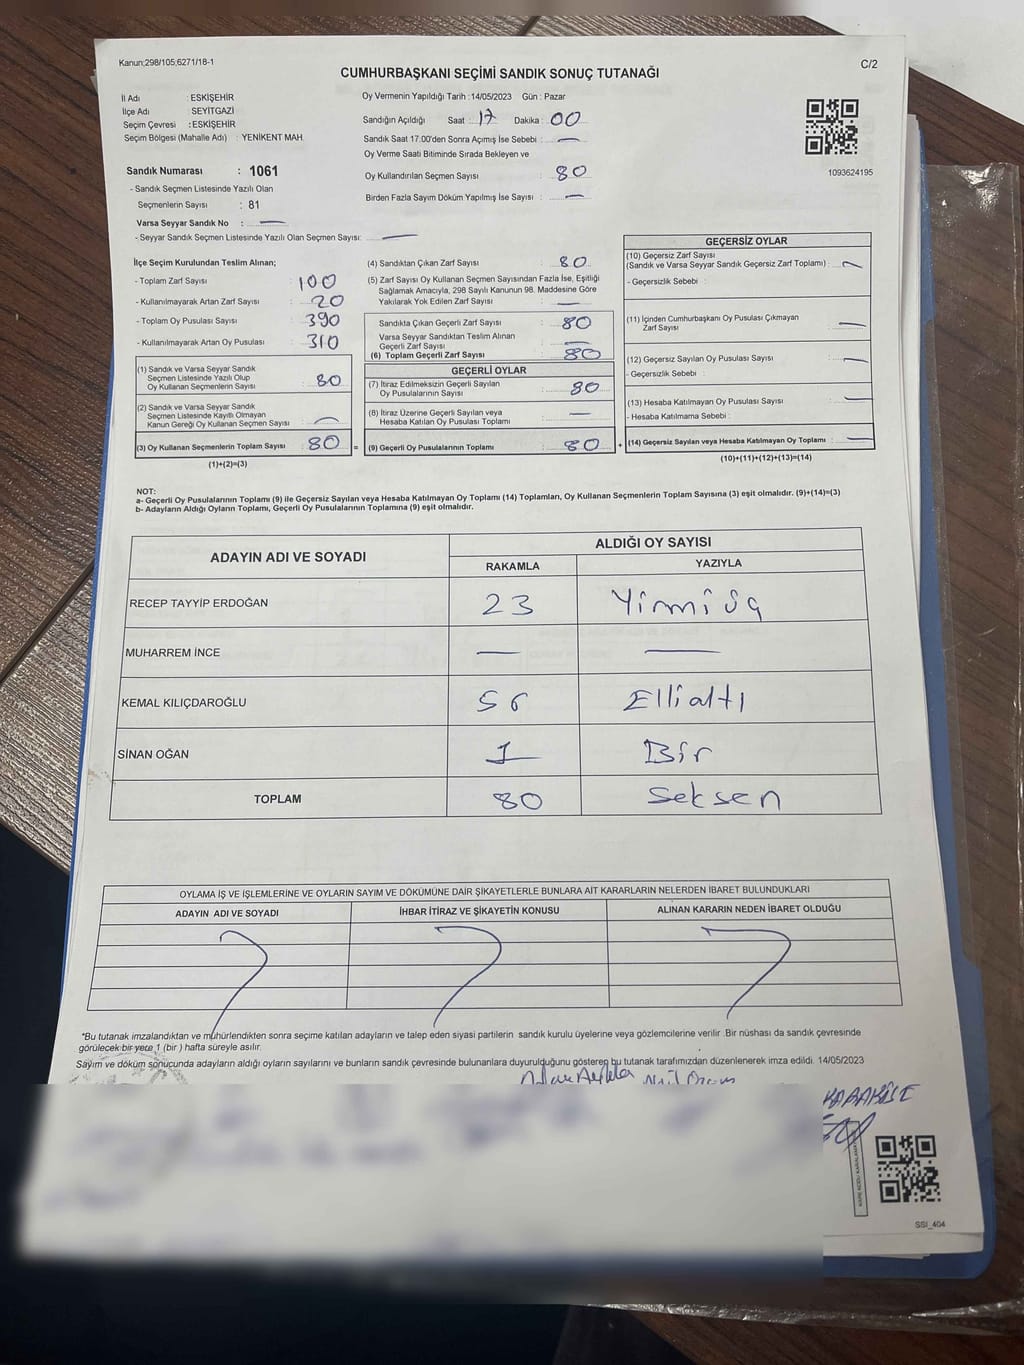 Kanun;298/105;6271/18-1
C/2
CUMHURBAŞKANI SEÇİMİ SANDIK SONUÇ TUTANAĞI
İl Adı : ESKİŞEHİR
İlçe Adı : SEYİTGAZİ
Seçim Çevresi : ESKİŞEHİR
Seçim Bölgesi (Mahalle Adı) : YENİKENT MAH.
Sandık Numarası : 1061
- Sandık Seçmen Listesinde Yazılı Olan
Seçmenlerin Sayısı : 81
Varsa Seyyar Sandık No : —
- Seyyar Sandık Seçmen Listesinde Yazılı Olan Seçmen Sayısı: —
Oy Vermenin Yapıldığı Tarih :14/05/2023 Gün : Pazar
Sandığın Açıldığı Saat : 17 Dakika : 00
Sandık Saat 17:00'den Sonra Açılmış İse Sebebi : —
Oy Verme Saati Bitiminde Sırada Bekleyen ve
Oy Kullandırılan Seçmen Sayısı : 80
Birden Fazla Sayım Döküm Yapılmış İse Sayısı : —
1093624195
İlçe Seçim Kurulundan Teslim Alınan;
- Toplam Zarf Sayısı : 100
- Kullanılmayarak Artan Zarf Sayısı : 20
- Toplam Oy Pusulası Sayısı : 390
- Kullanılmayarak Artan Oy Pusulası : 310
(1) Sandık ve Varsa Seyyar Sandık
Seçmen Listesinde Yazılı Olup
Oy Kullanan Seçmenlerin Sayısı : 80
(2) Sandık ve Varsa Seyyar Sandık
Seçmen Listesinde Kayıtlı Olmayan
Kanun Gereği Oy Kullanan Seçmen Sayısı : —
(3) Oy Kullanan Seçmenlerin Toplam Sayısı : 80
(1)+(2)=(3)
(4) Sandıktan Çıkan Zarf Sayısı : 80
(5) Zarf Sayısı Oy Kullanan Seçmen Sayısından Fazla İse, Eşitliği
Sağlamak Amacıyla, 298 Sayılı Kanunun 98. Maddesine Göre
Yakılarak Yok Edilen Zarf Sayısı : —
Sandıkta Çıkan Geçerli Zarf Sayısı : 80
Varsa Seyyar Sandıktan Teslim Alınan
Geçerli Zarf Sayısı : —
(6) Toplam Geçerli Zarf Sayısı : 80
GEÇERLİ OYLAR
(7) İtiraz Edilmeksizin Geçerli Sayılan
Oy Pusulalarının Sayısı : 80
(8) İtiraz Üzerine Geçerli Sayılan veya
Hesaba Katılan Oy Pusulası Toplamı : —
= (9) Geçerli Oy Pusulalarının Toplamı : 80 +
GEÇERSİZ OYLAR
(10) Geçersiz Zarf Sayısı
(Sandık ve Varsa Seyyar Sandık Geçersiz Zarf Toplamı) : —
- Geçersizlik Sebebi :
(11) İçinden Cumhurbaşkanı Oy Pusulası Çıkmayan
Zarf Sayısı : —
(12) Geçersiz Sayılan Oy Pusulası Sayısı : —
- Geçersizlik Sebebi :
(13) Hesaba Katılmayan Oy Pusulası Sayısı : —
- Hesaba Katılmama Sebebi :
(14) Geçersiz Sayılan veya Hesaba Katılmayan Oy Toplamı : —
(10)+(11)+(12)+(13)=(14)
NOT:
a- Geçerli Oy Pusulalarının Toplamı (9) ile Geçersiz Sayılan veya Hesaba Katılmayan Oy Toplamı (14) Toplamları, Oy Kullanan Seçmenlerin Toplam Sayısına (3) eşit olmalıdır. (9)+(14)=(3)
b- Adayların Aldığı Oyların Toplamı, Geçerli Oy Pusulalarının Toplamına (9) eşit olmalıdır.
ADAYIN ADI VE SOYADI ALDIĞI OY SAYISI
RAKAMLA YAZIYLA
RECEP TAYYİP ERDOĞAN 23 Yirmi üç
MUHARREM İNCE — —
KEMAL KILIÇDAROĞLU 56 Ellialtı
SİNAN OĞAN 1 Bir
TOPLAM 80 Seksen
OYLAMA İŞ VE İŞLEMLERİNE VE OYLARIN SAYIM VE DÖKÜMÜNE DAİR ŞİKAYETLERLE BUNLARA AİT KARARLARIN NELERDEN İBARET BULUNDUKLARI
ADAYIN ADI VE SOYADI İHBAR İTİRAZ VE ŞİKAYETİN KONUSU ALINAN KARARIN NEDEN İBARET OLDUĞU
*Bu tutanak imzalandıktan ve mühürlendikten sonra seçime katılan adayların ve talep eden siyasi partilerin sandık kurulu üyelerine veya gözlemcilerine verilir. Bir nüshası da sandık çevresinde
görülecek bir yere 1 (bir ) hafta süreyle asılır.
Sayım ve döküm sonucunda adayların aldığı oyların sayılarını ve bunların sandık çevresinde bulunanlara duyurulduğunu gösteren bu tutanak tarafımızdan düzenlenerek imza edildi. 14/05/2023
SSI_404